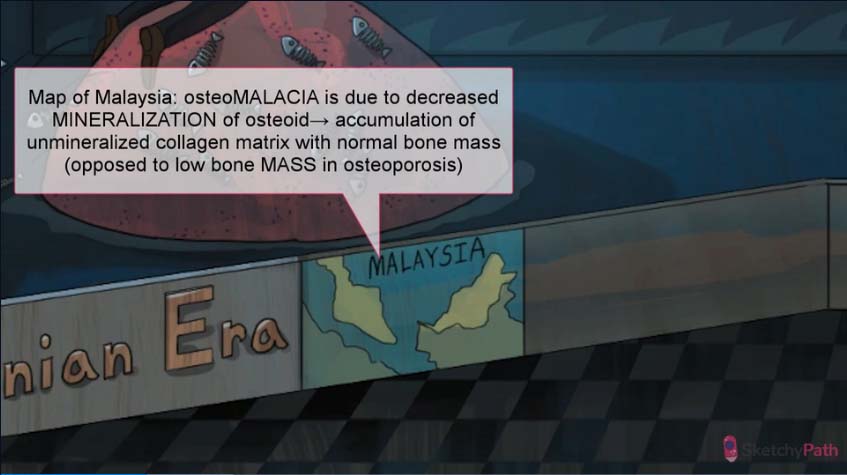 Map of Malaysia: osteoMALACIA is due to decreased
MINERALIZATION of osteoid→ accumulation of
unmineralized collagen matrix with normal bone mass
(opposed to low bone MASS in osteoporosis)
MALAYSIA
nian Era
SketchyPath